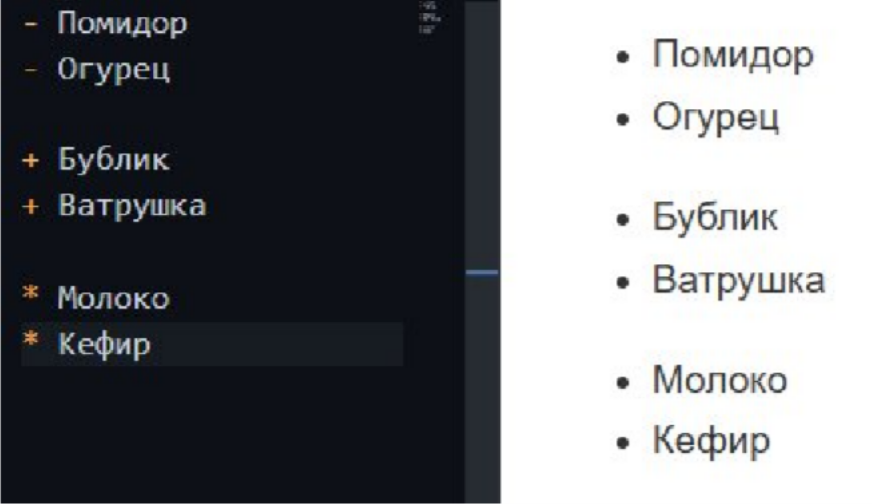 - Помидор
- Огурец
+ Бублик
+ Ватрушка
* Молоко
* Кефир
• Помидор
• Огурец
• Бублик
• Ватрушка
• Молоко
• Кефир